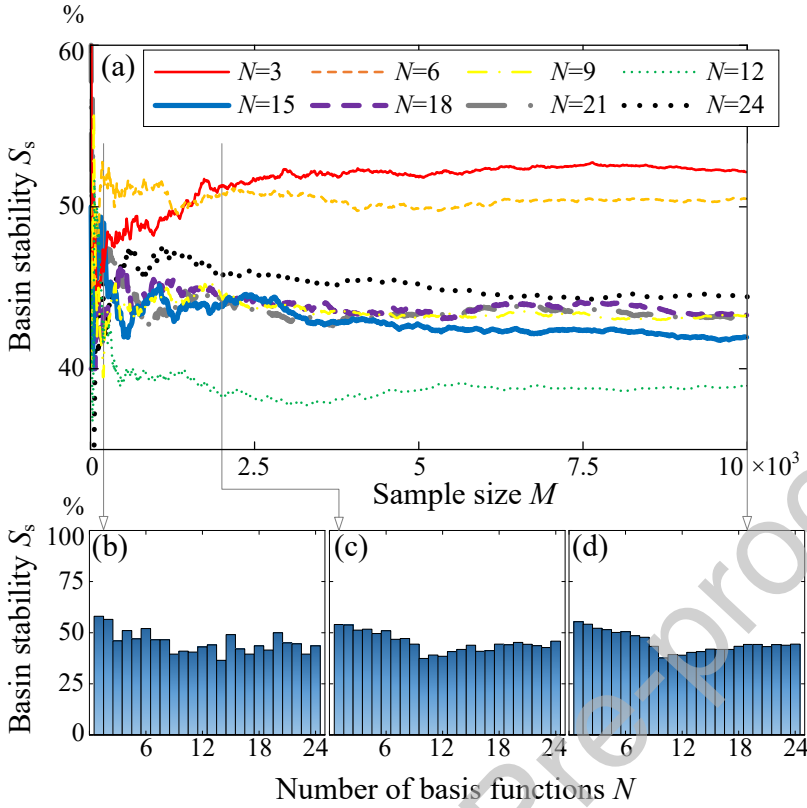 %
60
(a)
N=3
N=6
N=9
N=12
N=15
N=18
N=21
N=24
Basin stability Ss
50
40
0
2.5
5
7.5
10 ×10³
Sample size M
%
100
(b)
(c)
(d)
75
Basin stability Ss
50
25
0
6
12
18
24
6
12
18
24
6
12
18
24
Number of basis functions N
Pre-proo